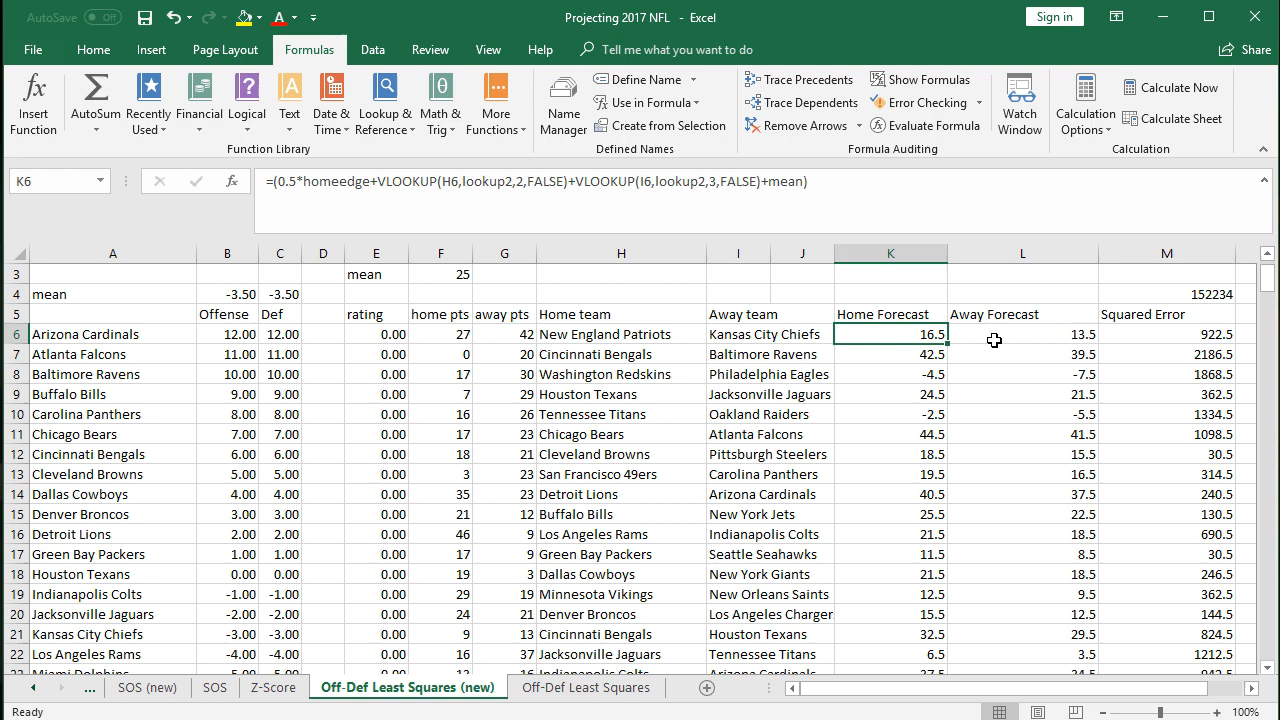 AutoSave Off Projecting 2017 NFL - Excel Sign in
File Home Insert Page Layout Formulas Data Review View Help Tell me what you want to do Share
Insert Function AutoSum Recently Used Financial Logical Text Date & Time Lookup & Reference Math & Trig More Functions
Function Library
Name Manager Define Name Use in Formula Create from Selection
Defined Names
Trace Precedents Trace Dependents Remove Arrows Show Formulas Error Checking Evaluate Formula Watch Window
Formula Auditing
Calculation Options Calculate Now Calculate Sheet
Calculation
K6 fx =(0.5*homeedge+VLOOKUP(H6,lookup2,2,FALSE)+VLOOKUP(I6,lookup2,3,FALSE)+mean)
A B C D E F G H I J K L M
3 mean 25
4 mean -3.50 -3.50 152234
5 Offense Def rating home pts away pts Home team Away team Home Forecast Away Forecast Squared Error
6 Arizona Cardinals 12.00 12.00 0.00 27 42 New England Patriots Kansas City Chiefs 16.5 13.5 922.5
7 Atlanta Falcons 11.00 11.00 0.00 0 20 Cincinnati Bengals Baltimore Ravens 42.5 39.5 2186.5
8 Baltimore Ravens 10.00 10.00 0.00 17 30 Washington Redskins Philadelphia Eagles -4.5 -7.5 1868.5
9 Buffalo Bills 9.00 9.00 0.00 7 29 Houston Texans Jacksonville Jaguars 24.5 21.5 362.5
10 Carolina Panthers 8.00 8.00 0.00 16 26 Tennessee Titans Oakland Raiders -2.5 -5.5 1334.5
11 Chicago Bears 7.00 7.00 0.00 17 23 Chicago Bears Atlanta Falcons 44.5 41.5 1098.5
12 Cincinnati Bengals 6.00 6.00 0.00 18 21 Cleveland Browns Pittsburgh Steelers 18.5 15.5 30.5
13 Cleveland Browns 5.00 5.00 0.00 3 23 San Francisco 49ers Carolina Panthers 19.5 16.5 314.5
14 Dallas Cowboys 4.00 4.00 0.00 35 23 Detroit Lions Arizona Cardinals 40.5 37.5 240.5
15 Denver Broncos 3.00 3.00 0.00 21 12 Buffalo Bills New York Jets 25.5 22.5 130.5
16 Detroit Lions 2.00 2.00 0.00 46 9 Los Angeles Rams Indianapolis Colts 21.5 18.5 690.5
17 Green Bay Packers 1.00 1.00 0.00 17 9 Green Bay Packers Seattle Seahawks 11.5 8.5 30.5
18 Houston Texans 0.00 0.00 0.00 19 3 Dallas Cowboys New York Giants 21.5 18.5 246.5
19 Indianapolis Colts -1.00 -1.00 0.00 29 19 Minnesota Vikings New Orleans Saints 12.5 9.5 362.5
20 Jacksonville Jaguars -2.00 -2.00 0.00 24 21 Denver Broncos Los Angeles Charger 15.5 12.5 144.5
21 Kansas City Chiefs -3.00 -3.00 0.00 9 13 Cincinnati Bengals Houston Texans 32.5 29.5 824.5
22 Los Angeles Rams -4.00 -4.00 0.00 16 37 Jacksonville Jaguars Tennessee Titans 6.5 3.5 1212.5
... SOS (new) SOS Z-Score Off-Def Least Squares (new) Off-Def Least Squares
Ready 100%